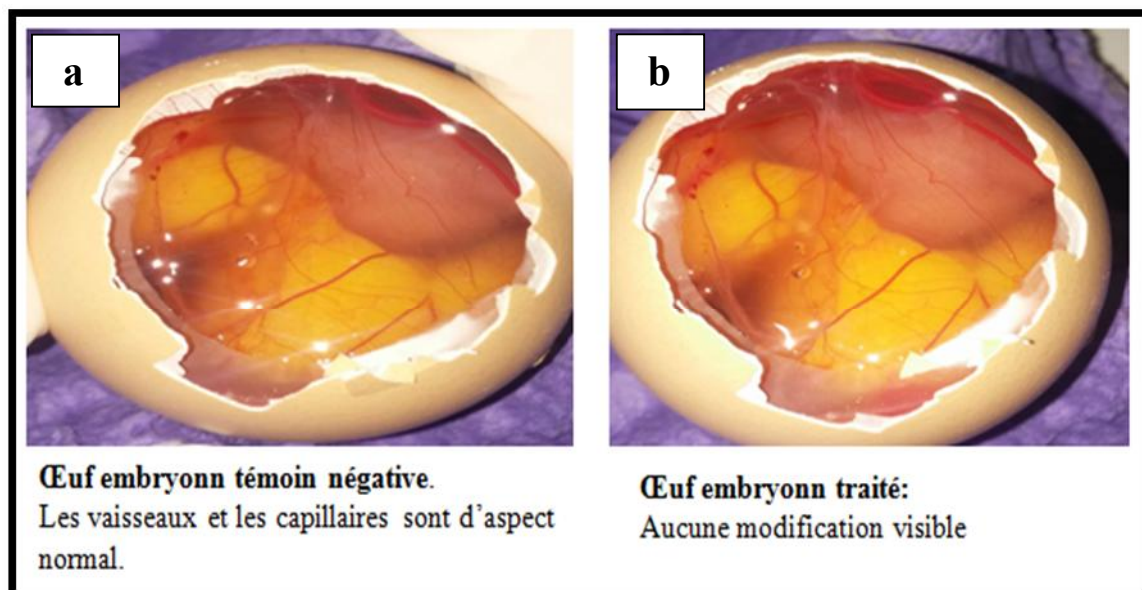 a
b
Œuf embryonn témoin négative.
Les vaisseaux et les capillaires sont d’aspect
normal.
Œuf embryonn traité:
Aucune modification visible